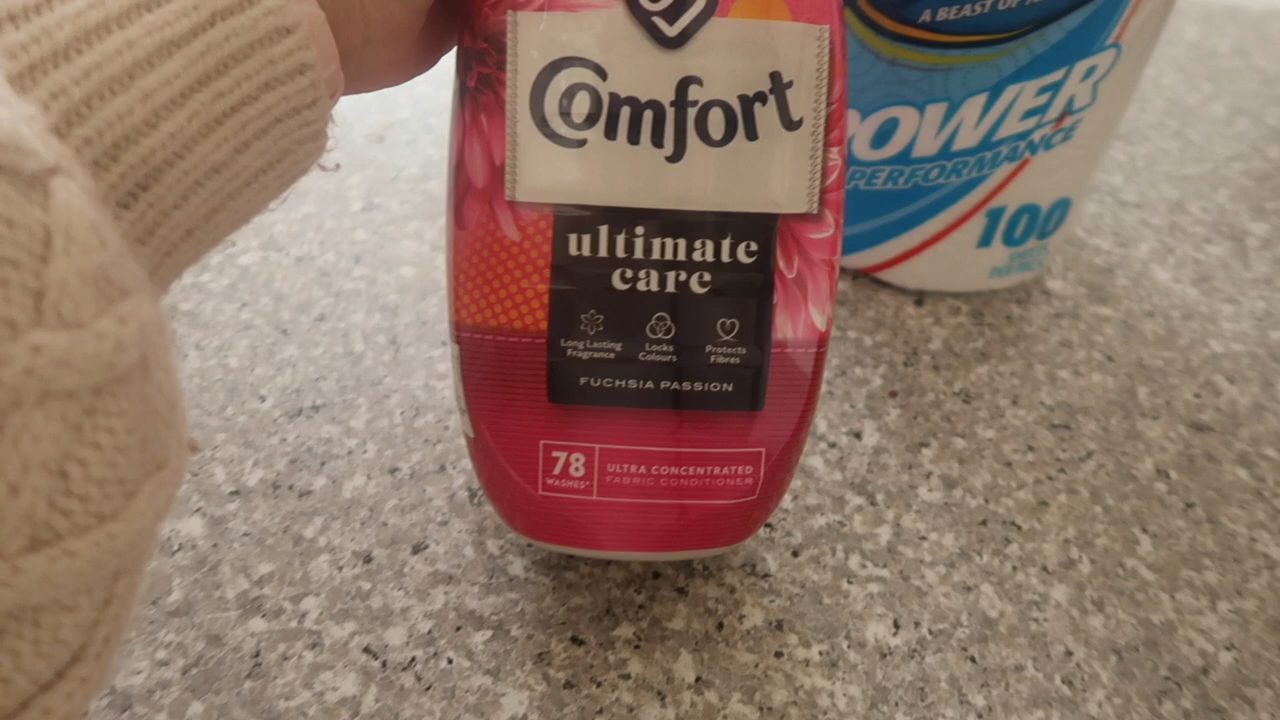 Comfort
ultimate
care
Long Lasting
Fragrance
Locks
Colours
Protects
Fibres
FUCHSIA PASSION
78
WASHES*
ULTRA CONCENTRATED
FABRIC CONDITIONER
A BEAST OF
POWER
PERFORMANCE
100